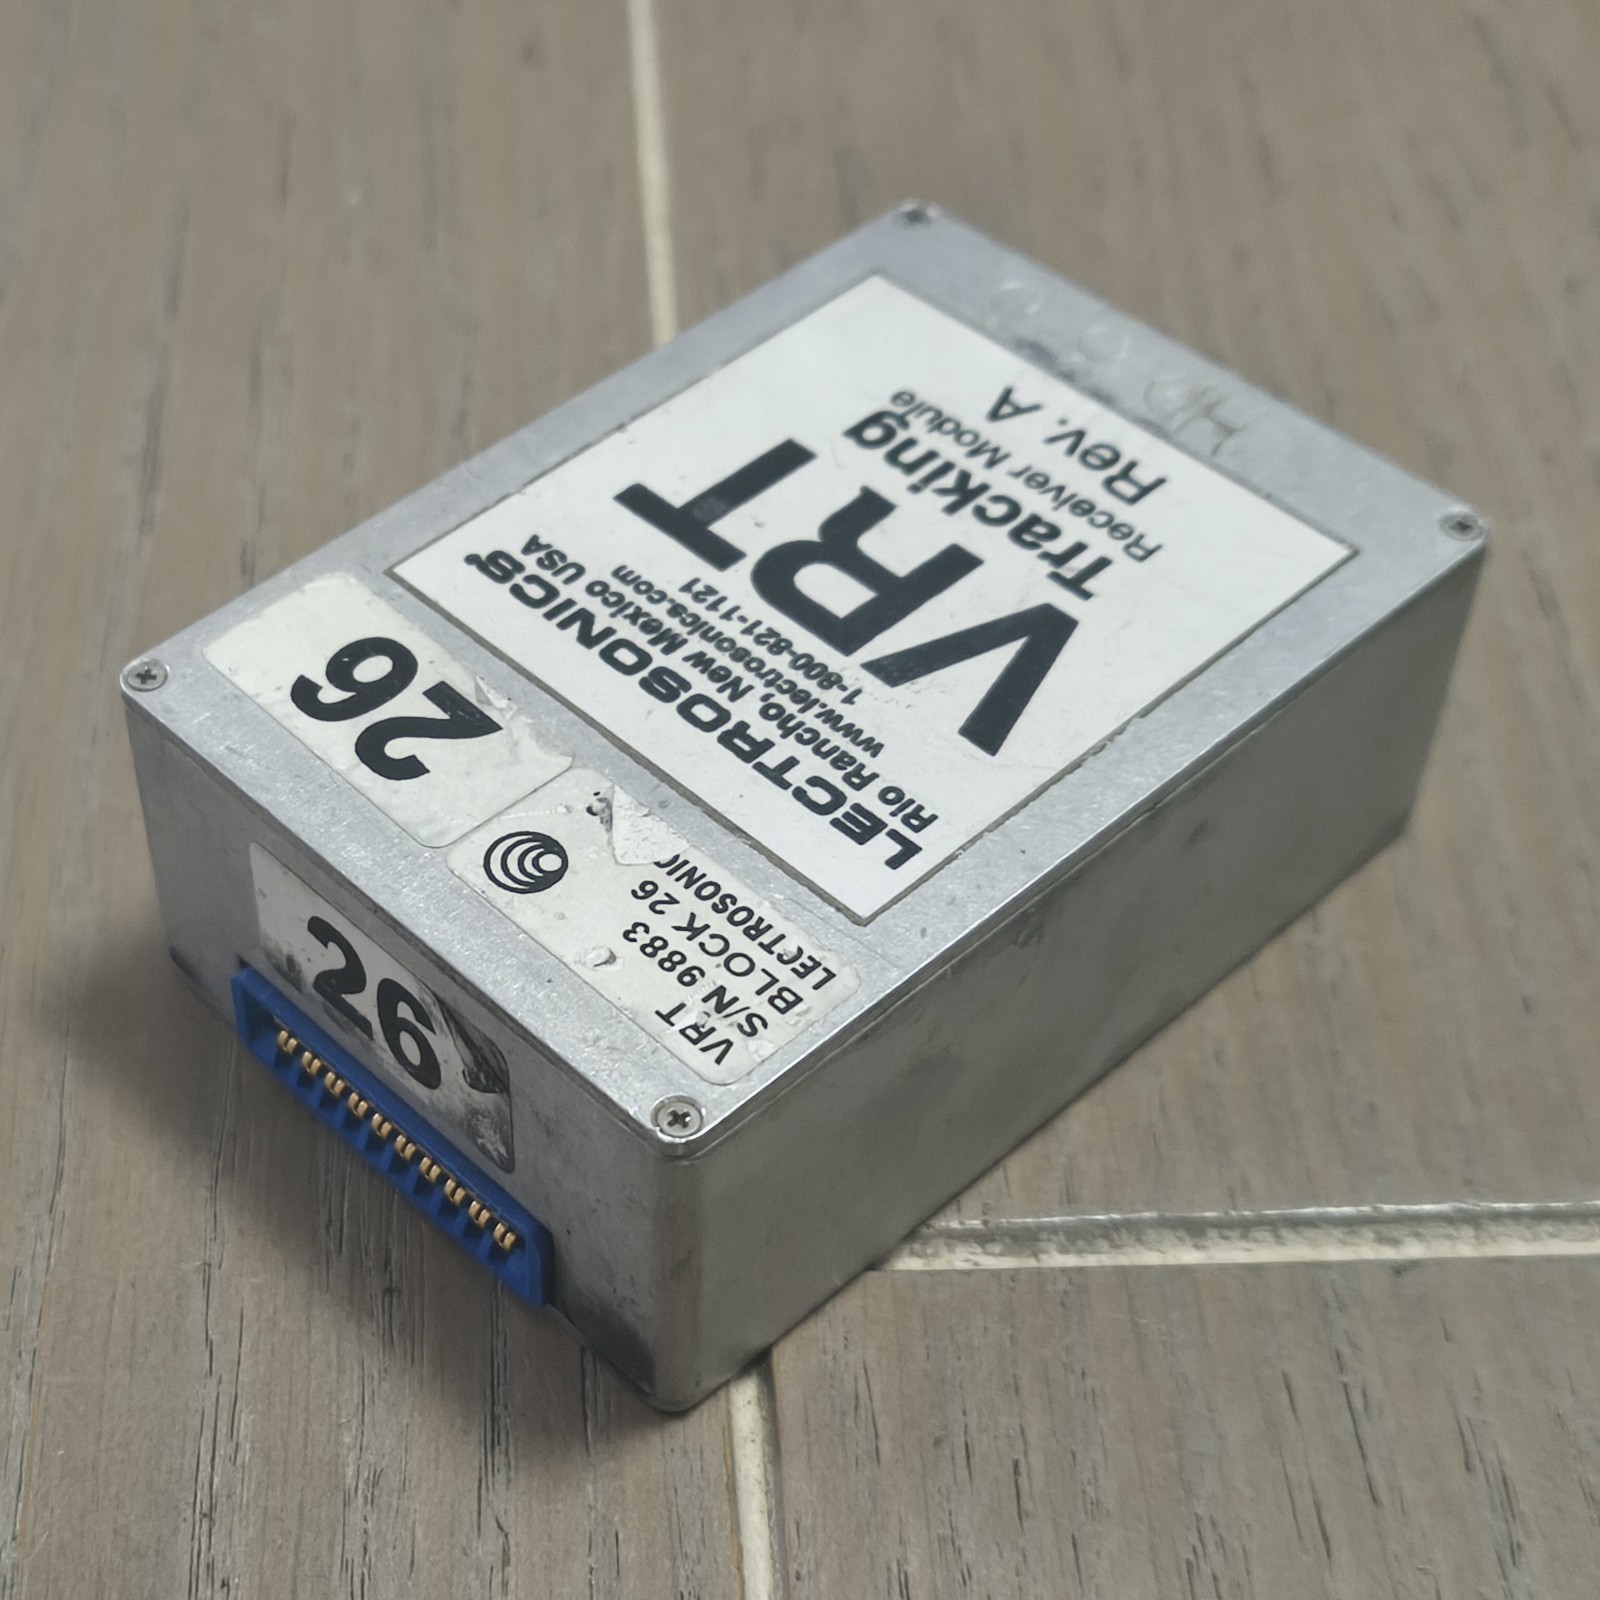 LECTROSONICS
Rio Rancho, New Mexico USA
www.lectrosonics.com
1-800-821-1121
VRT
Tracking
Receiver Module
Rev. A
26
VRT
S/N 9883
BLOCK 26
LECTROSONIC
26